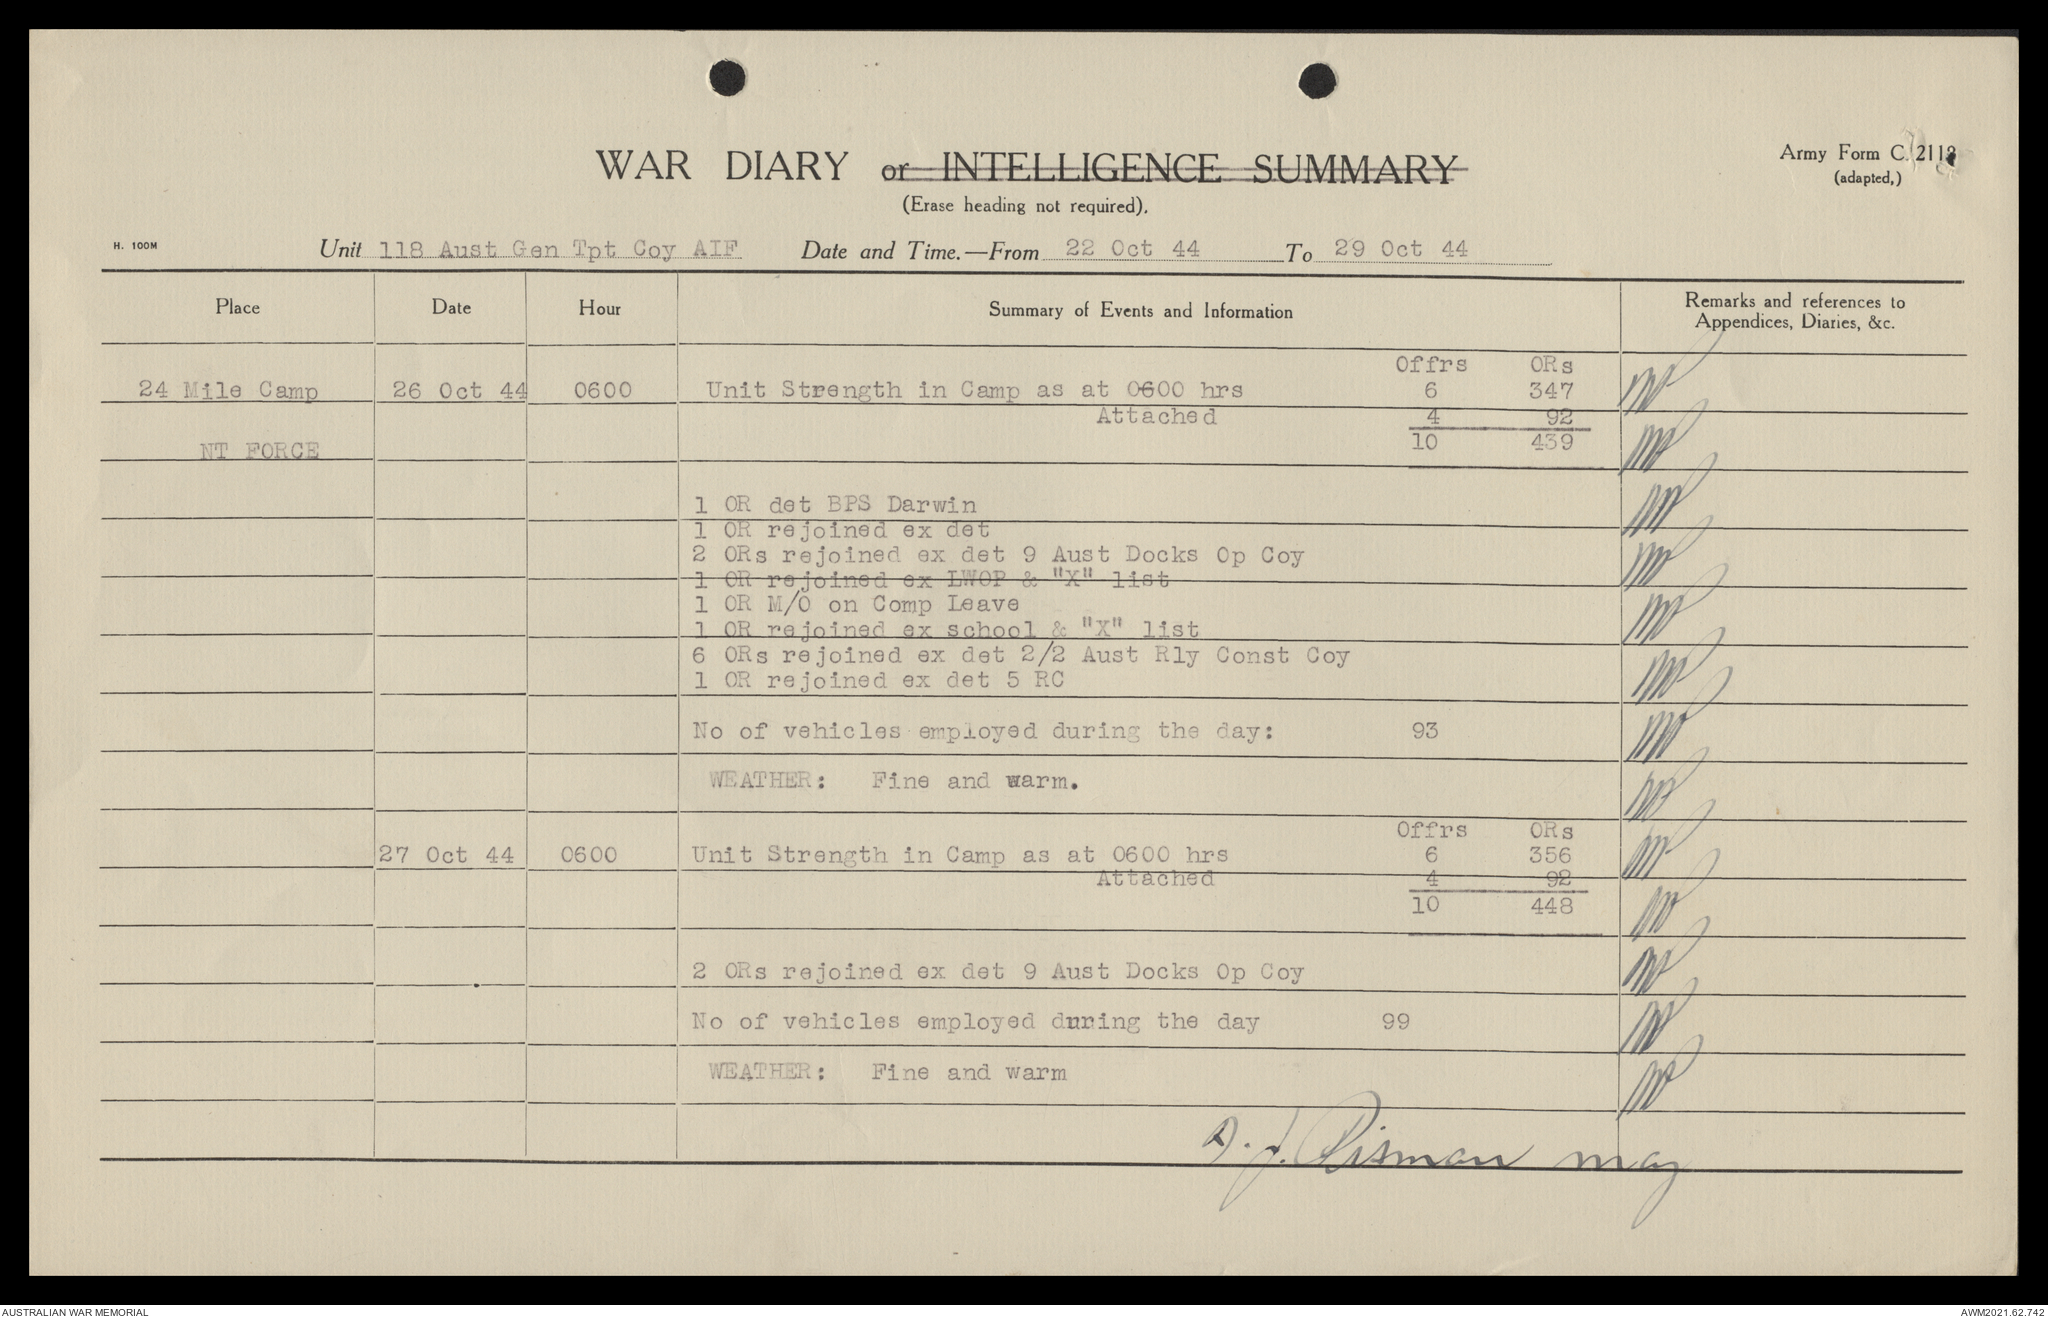 WAR DIARY or INTELLIGENCE SUMMARY
(Erase heading not required).
Army Form C. 2118
(adapted,)
H. 100M
Unit 118 Aust Gen Tpt Coy AIF Date and Time.—From 22 Oct 44 To 29 Oct 44
Place Date Hour Summary of Events and Information Remarks and references to
Appendices, Diaries, &c.
Offrs ORs
24 Mile Camp 26 Oct 44 0600 Unit Strength in Camp as at 0600 hrs 6 347
Attached 4 92
NT FORCE 10 439
1 OR det BPS Darwin
1 OR rejoined ex det
2 ORs rejoined ex det 9 Aust Docks Op Coy
1 OR rejoined ex LWOP & "X" list
1 OR M/O on Comp Leave
1 OR rejoined ex school & "X" list
6 ORs rejoined ex det 2/2 Aust Rly Const Coy
1 OR rejoined ex det 5 RC
No of vehicles employed during the day: 93
WEATHER: Fine and warm.
Offrs ORs
27 Oct 44 0600 Unit Strength in Camp as at 0600 hrs 6 356
Attached 4 92
10 448
2 ORs rejoined ex det 9 Aust Docks Op Coy
No of vehicles employed during the day 99
WEATHER: Fine and warm
AUSTRALIAN WAR MEMORIAL
AWM2021.62.742